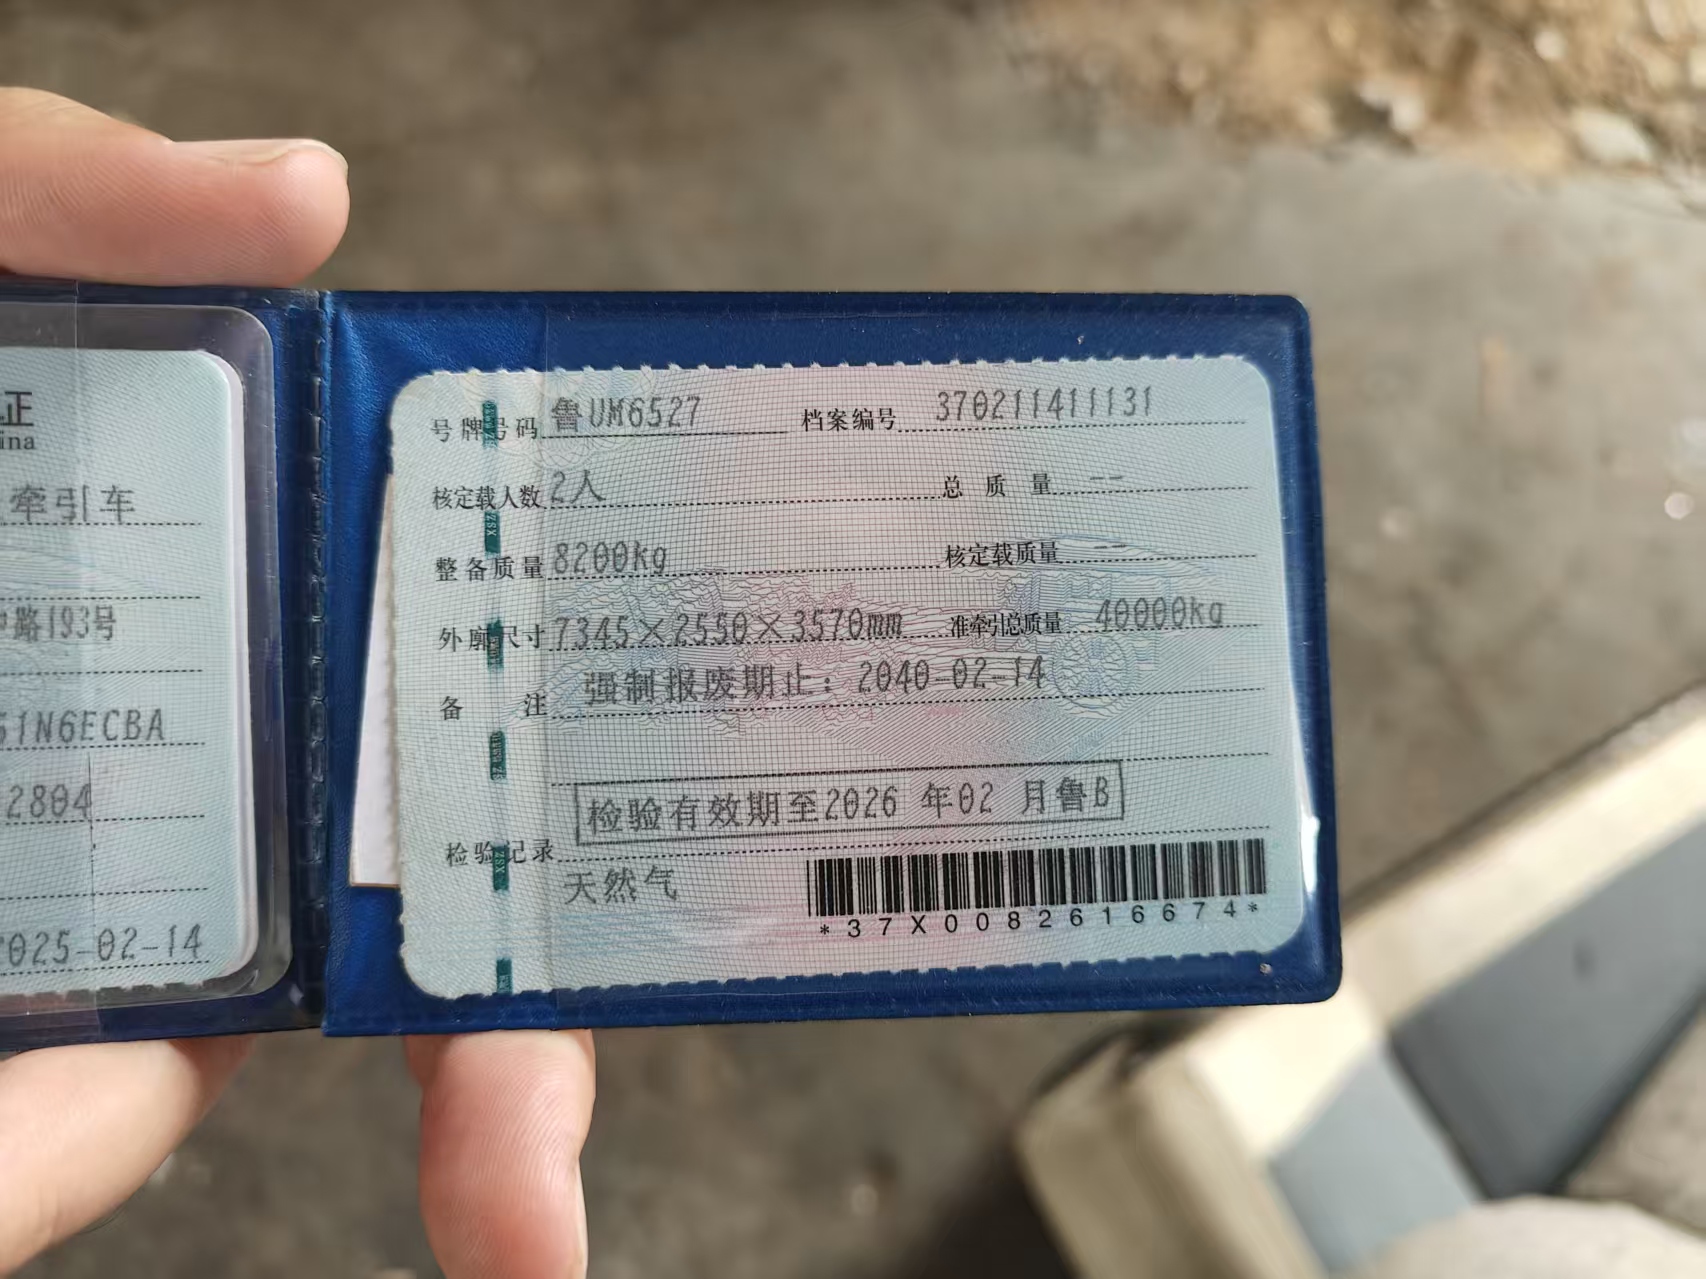 证
ina
牵引车
路193号
51N6ECBA
2804
2025-02-14
号牌号码 鲁UM6527 档案编号 370211411131
核定载人数 2人 总质量 --
整备质量 8200kg 核定载质量 --
外廓尺寸 7345×2550×3570mm 准牵引总质量 40000kg
备注 强制报废期止: 2040-02-14
检验有效期至2026 年02 月鲁B
检验记录
天然气
*37X0082616674*